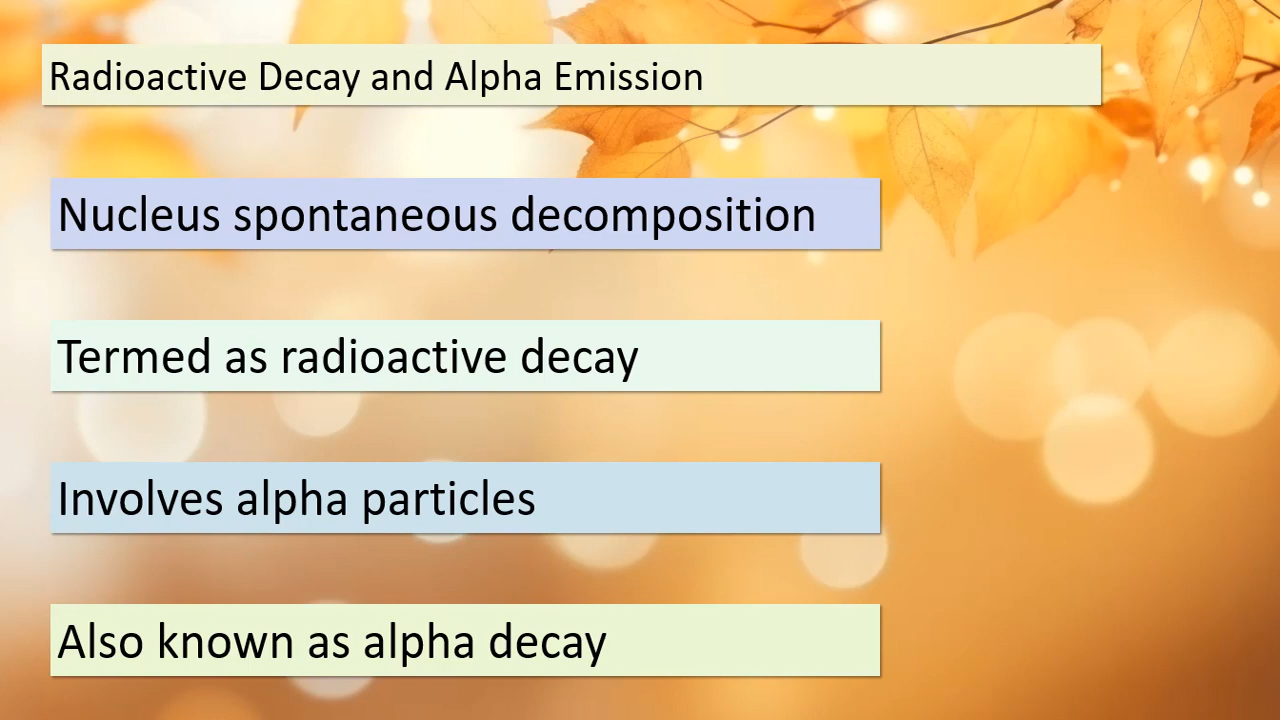 Radioactive Decay and Alpha Emission
Nucleus spontaneous decomposition
Termed as radioactive decay
Involves alpha particles
Also known as alpha decay